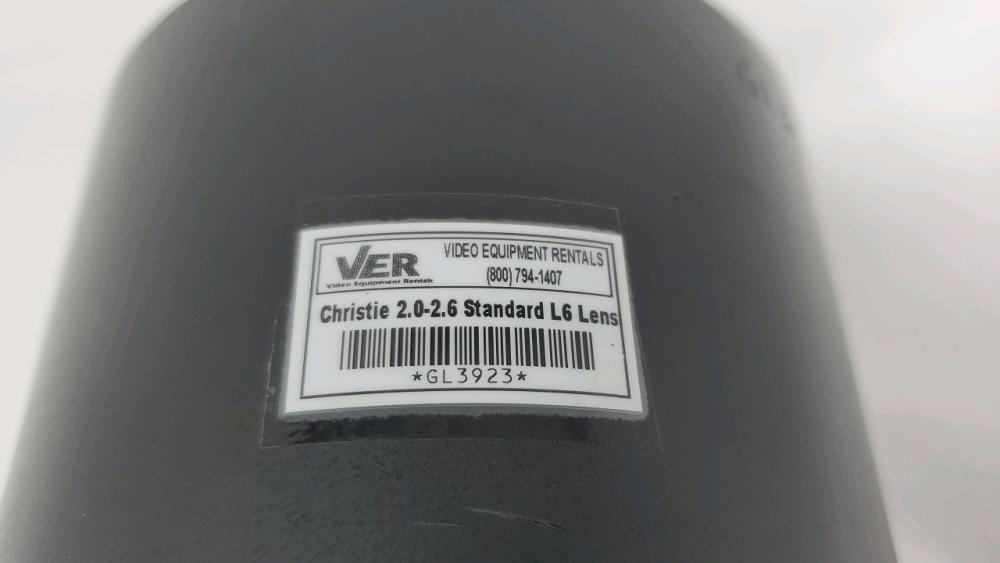 VER
Video Equipment Rentals
VIDEO EQUIPMENT RENTALS
(800) 794-1407
Christie 2.0-2.6 Standard L6 Lens
*GL3923*